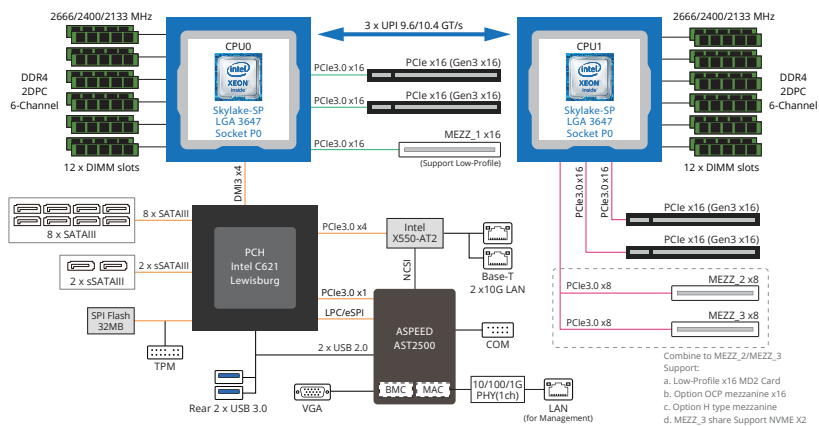 2666/2400/2133 MHz
DDR4
2DPC
6-Channel
12 x DIMM slots
CPU0
intel
XEON
inside
Skylake-SP
LGA 3647
Socket P0
3 x UPI 9.6/10.4 GT/s
PCIe3.0 x16
PCIe x16 (Gen3 x16)
PCIe3.0 x16
PCIe x16 (Gen3 x16)
PCIe3.0 x16
MEZZ_1 x16
(Support Low-Profile)
CPU1
intel
XEON
inside
Skylake-SP
LGA 3647
Socket P0
2666/2400/2133 MHz
DDR4
2DPC
6-Channel
12 x DIMM slots
DMI3 x4
PCIe3.0 x16
PCIe3.0 x16
PCIe3.0 x16
PCIe x16 (Gen3 x16)
PCIe x16 (Gen3 x16)
PCIe3.0 x8
MEZZ_2 x8
PCIe3.0 x8
MEZZ_3 x8
8 x SATAIII
8 x SATAIII
2 x sSATAIII
2 x sSATAIII
SPI Flash
32MB
TPM
PCH
Intel C621
Lewisburg
PCIe3.0 x4
Intel
X550-AT2
Base-T
2 x10G LAN
NCSI
PCIe3.0 x1
LPC/eSPI
2 x USB 2.0
ASPEED
AST2500
BMC
MAC
COM
Rear 2 x USB 3.0
VGA
10/100/1G
PHY(1ch)
LAN
(for Management)
Combine to MEZZ_2/MEZZ_3
Support:
a. Low-Profile x16 MD2 Card
b. Option OCP mezzanine x16
c. Option H type mezzanine
d. MEZZ_3 share Support NVME X2